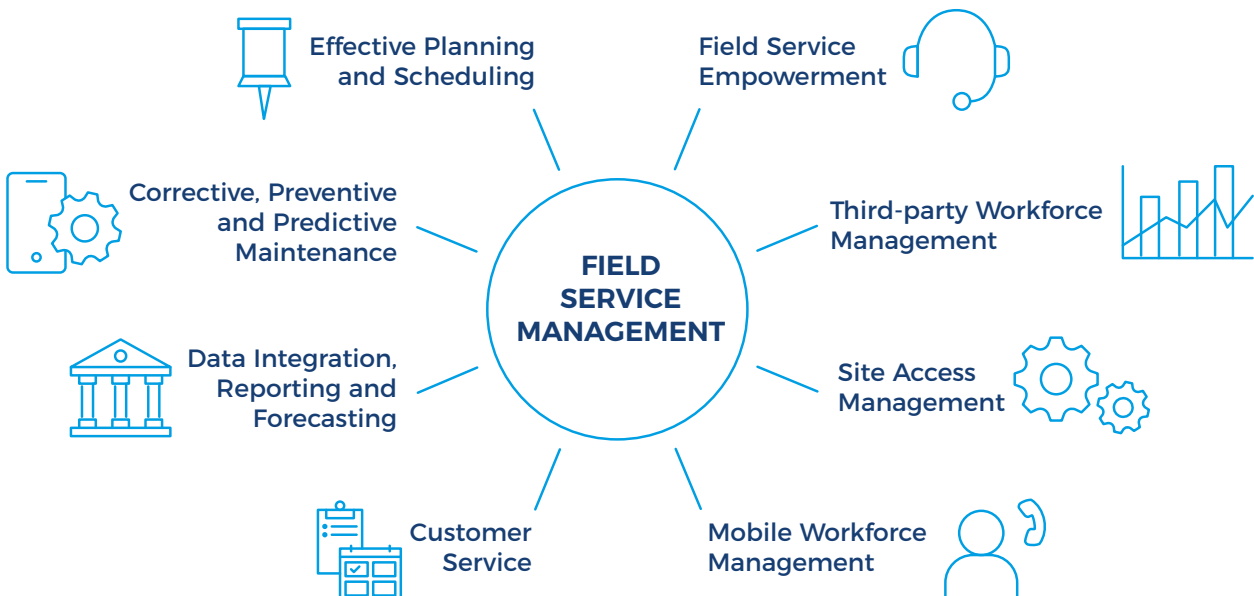 Effective Planning
and Scheduling
Field Service
Empowerment
Corrective, Preventive
and Predictive
Maintenance
Third-party Workforce
Management
FIELD
SERVICE
MANAGEMENT
Data Integration,
Reporting and
Forecasting
Site Access
Management
Customer
Service
Mobile Workforce
Management